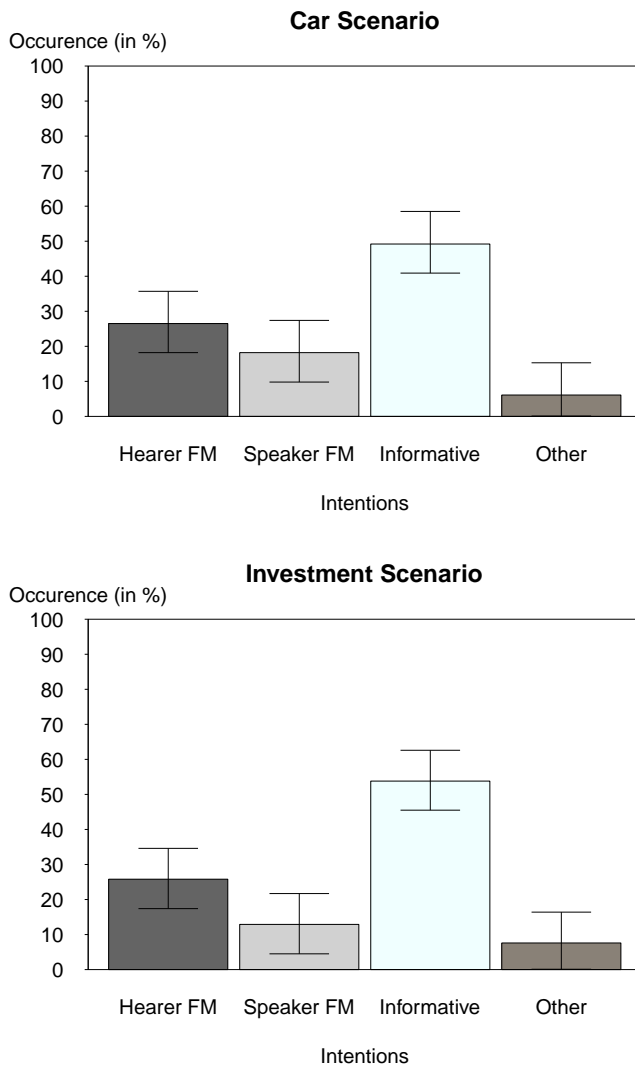 Car Scenario
Occurence (in %)
100
90
80
70
60
50
40
30
20
10
0
Hearer FM Speaker FM Informative Other
Intentions
Investment Scenario
Occurence (in %)
100
90
80
70
60
50
40
30
20
10
0
Hearer FM Speaker FM Informative Other
Intentions